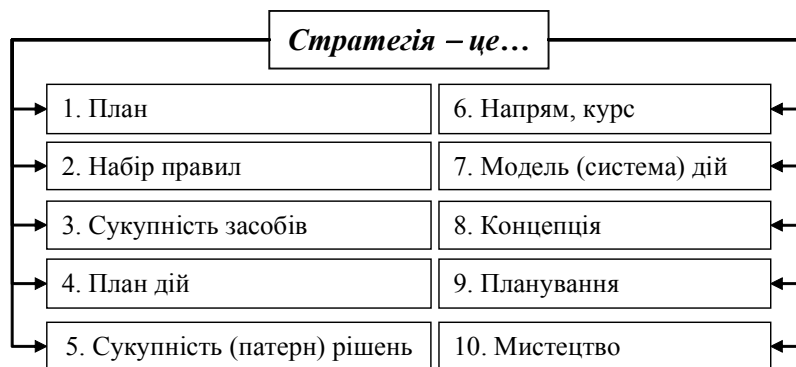 Стратегія – це…
1. План
2. Набір правил
3. Сукупність засобів
4. План дій
5. Сукупність (патерн) рішень
6. Напрям, курс
7. Модель (система) дій
8. Концепція
9. Планування
10. Мистецтво